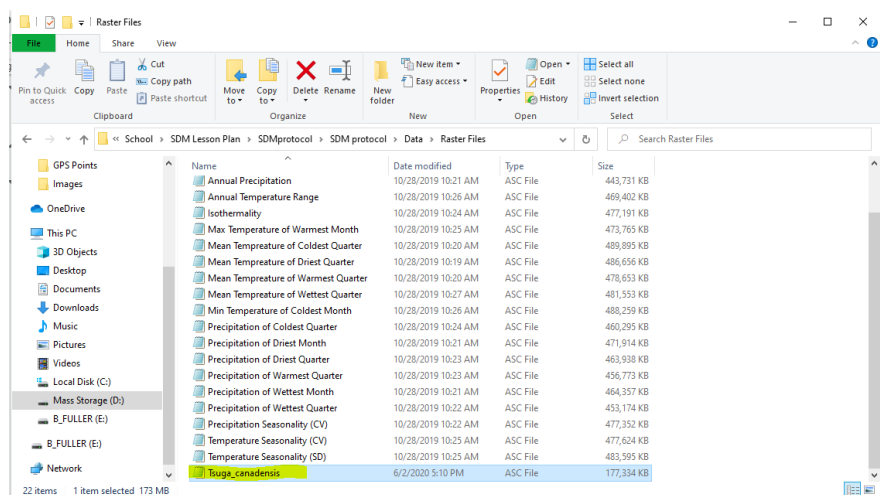 Raster Files
File Home Share View
Pin to Quick access
Copy
Paste
Cut
Copy path
Paste shortcut
Move to
Copy to
Delete
Rename
New folder
New item
Easy access
Properties
Open
Edit
History
Select all
Select none
Invert selection
Clipboard Organize New Open Select
« School > SDM Lesson Plan > SDMprotocol > SDM protocol > Data > Raster Files
Search Raster Files
GPS Points
Images
OneDrive
This PC
3D Objects
Desktop
Documents
Downloads
Music
Pictures
Videos
Local Disk (C:)
Mass Storage (D:)
B_FULLER (E:)
B_FULLER (E:)
Network
Name Date modified Type Size
Annual Precipitation 10/28/2019 10:21 AM ASC File 443,731 KB
Annual Temperature Range 10/28/2019 10:26 AM ASC File 469,402 KB
Isothermality 10/28/2019 10:24 AM ASC File 477,191 KB
Max Temperature of Warmest Month 10/28/2019 10:25 AM ASC File 473,765 KB
Mean Tempreature of Coldest Quarter 10/28/2019 10:20 AM ASC File 489,895 KB
Mean Tempreature of Driest Quarter 10/28/2019 10:19 AM ASC File 486,656 KB
Mean Tempreature of Warmest Quarter 10/28/2019 10:20 AM ASC File 478,653 KB
Mean Tempreature of Wettest Quarter 10/28/2019 10:27 AM ASC File 481,553 KB
Min Temperature of Coldest Month 10/28/2019 10:26 AM ASC File 488,259 KB
Precipitation of Coldest Quarter 10/28/2019 10:24 AM ASC File 460,295 KB
Precipitation of Driest Month 10/28/2019 10:21 AM ASC File 471,914 KB
Precipitation of Driest Quarter 10/28/2019 10:23 AM ASC File 463,938 KB
Precipitation of Warmest Quarter 10/28/2019 10:23 AM ASC File 456,773 KB
Precipitation of Wettest Month 10/28/2019 10:21 AM ASC File 464,357 KB
Precipitation of Wettest Quarter 10/28/2019 10:22 AM ASC File 453,174 KB
Precipitation Seasonality (CV) 10/28/2019 10:22 AM ASC File 477,352 KB
Temperature Seasonality (CV) 10/28/2019 10:25 AM ASC File 477,624 KB
Temperature Seasonality (SD) 10/28/2019 10:25 AM ASC File 483,595 KB
Tsuga_canadensis 6/2/2020 5:10 PM ASC File 177,334 KB
22 items 1 item selected 173 MB